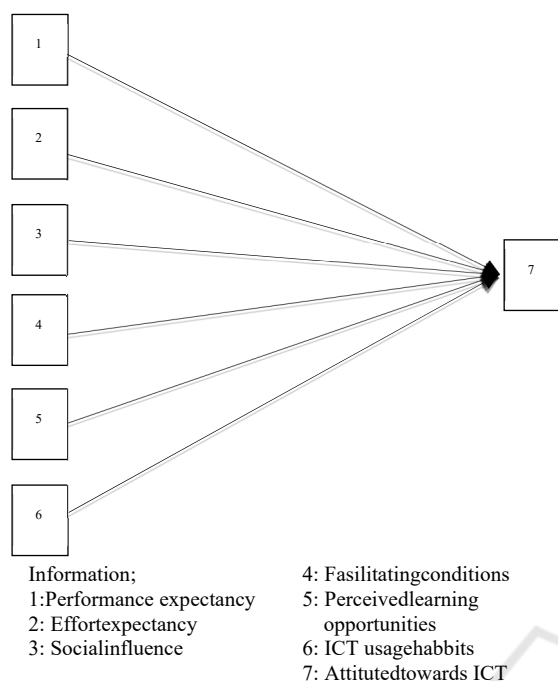 1
2
3
4
5
6
7
Information;
1:Performance expectancy
2: Effortexpectancy
3: Socialinfluence
4: Fasilitatingconditions
5: Perceivedlearning
opportunities
6: ICT usagehabbits
7: Attitutedtowards ICT